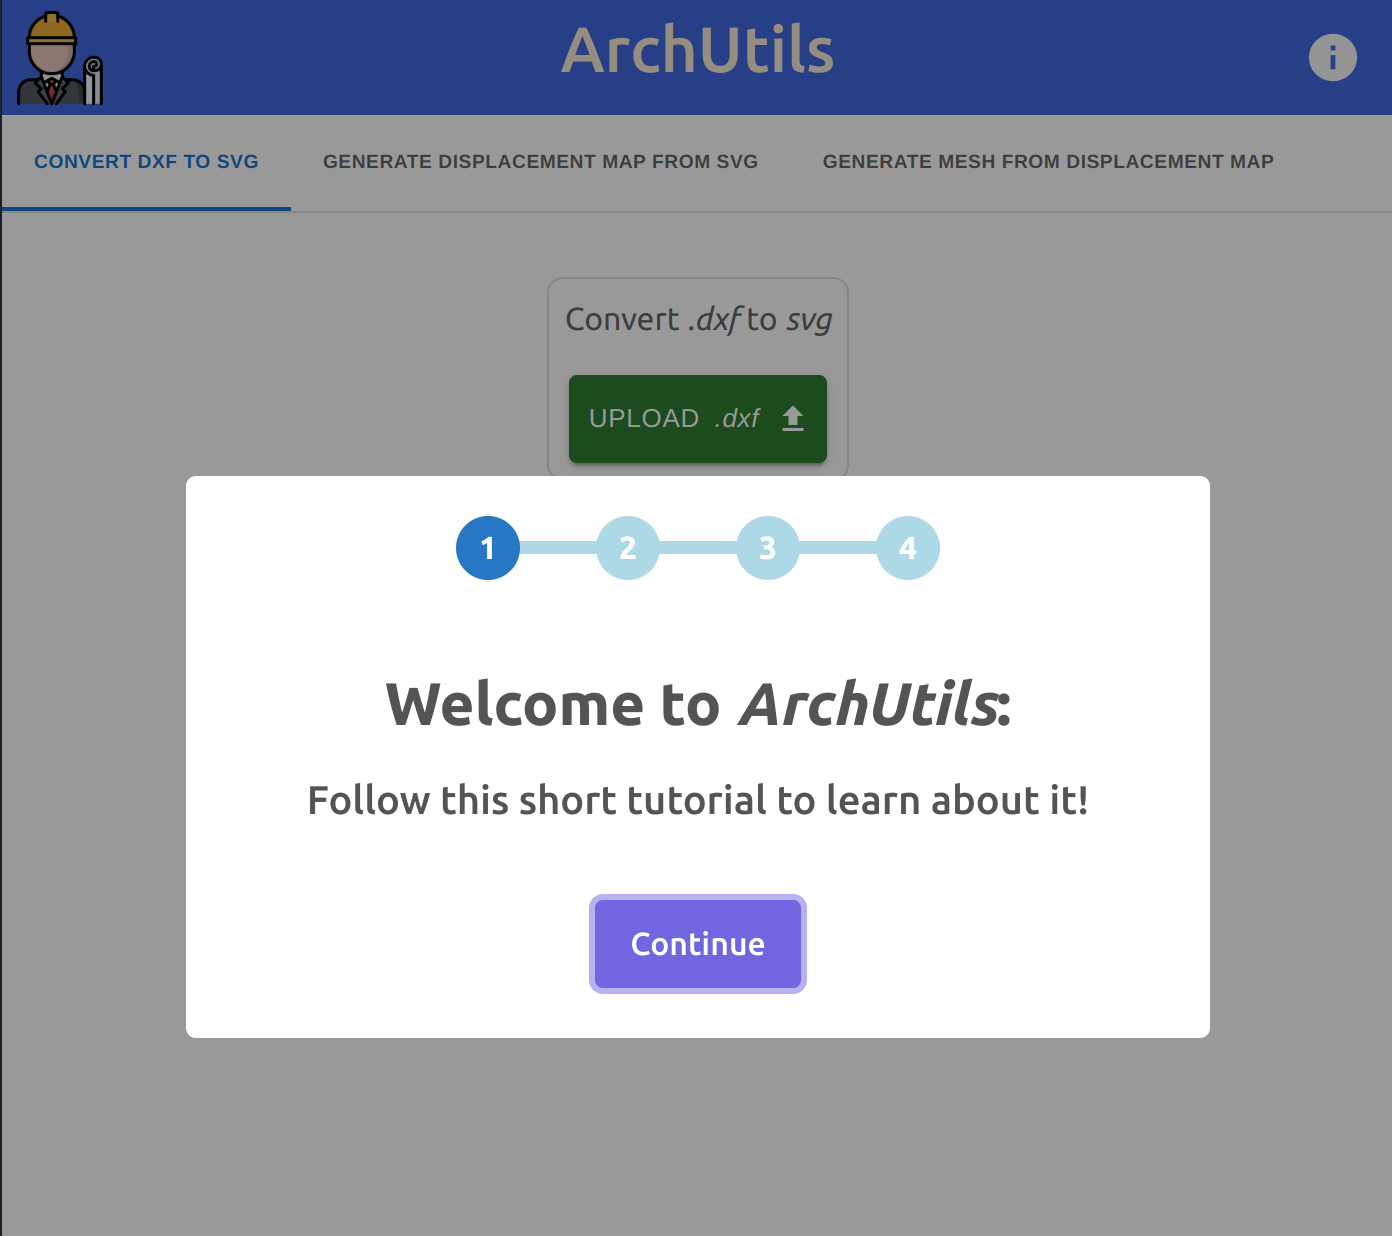 ArchUtils
i
CONVERT DXF TO SVG GENERATE DISPLACEMENT MAP FROM SVG GENERATE MESH FROM DISPLACEMENT MAP
Convert .dxf to svg
UPLOAD .dxf
1 2 3 4
Welcome to ArchUtils:
Follow this short tutorial to learn about it!
Continue